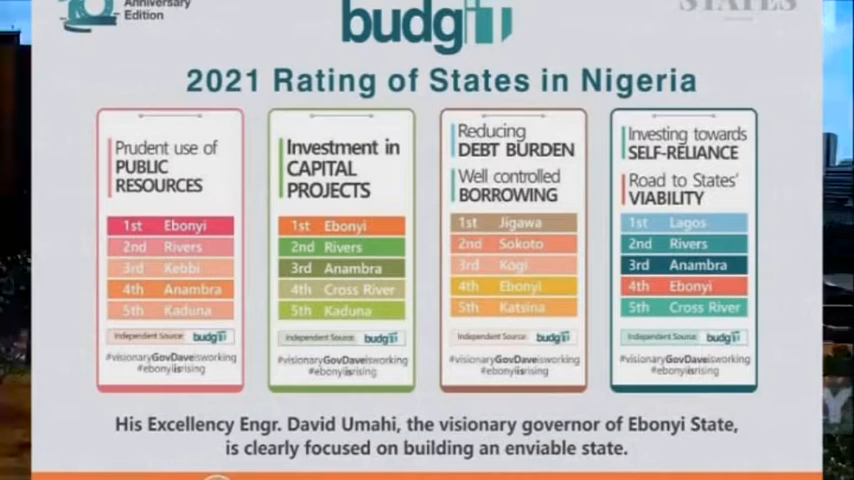 Anniversary
Edition
STATES
budgIT
2021 Rating of States in Nigeria
Prudent use of
PUBLIC
RESOURCES
1st Ebonyi
2nd Rivers
3rd Kebbi
4th Anambra
5th Kaduna
Independent Source: budgIT
#visionaryGovDaveisworking
#ebonyiisrising
Investment in
CAPITAL
PROJECTS
1st Ebonyi
2nd Rivers
3rd Anambra
4th Cross River
5th Kaduna
Independent Source: budgIT
#visionaryGovDaveisworking
#ebonyiisrising
Reducing
DEBT BURDEN
Well controlled
BORROWING
1st Jigawa
2nd Sokoto
3rd Kogi
4th Ebonyi
5th Katsina
Independent Source: budgIT
#visionaryGovDaveisworking
#ebonyiisrising
Investing towards
SELF-RELIANCE
Road to States'
VIABILITY
1st Lagos
2nd Rivers
3rd Anambra
4th Ebonyi
5th Cross River
Independent Source: budgIT
#visionaryGovDaveisworking
#ebonyiisrising
His Excellency Engr. David Umahi, the visionary governor of Ebonyi State,
is clearly focused on building an enviable state.